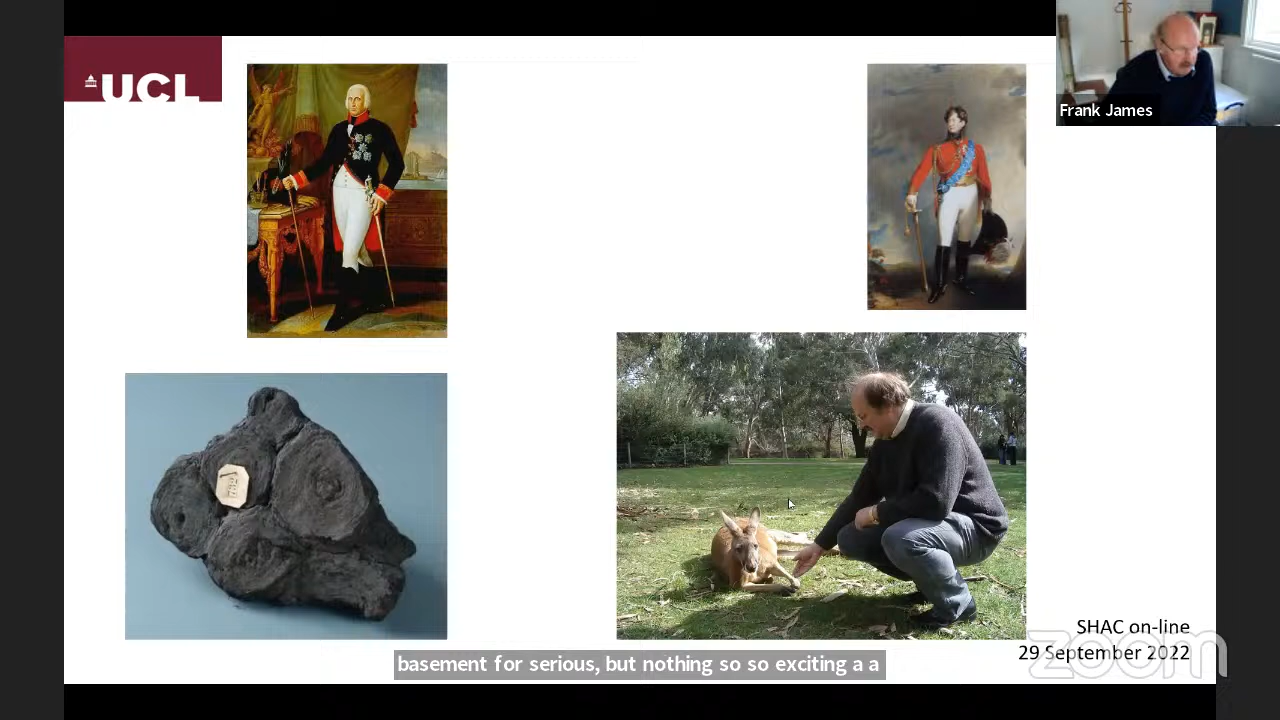 UCL
Frank James
SHAC on-line
29 September 2022
zoom
basement for serious, but nothing so so exciting a a